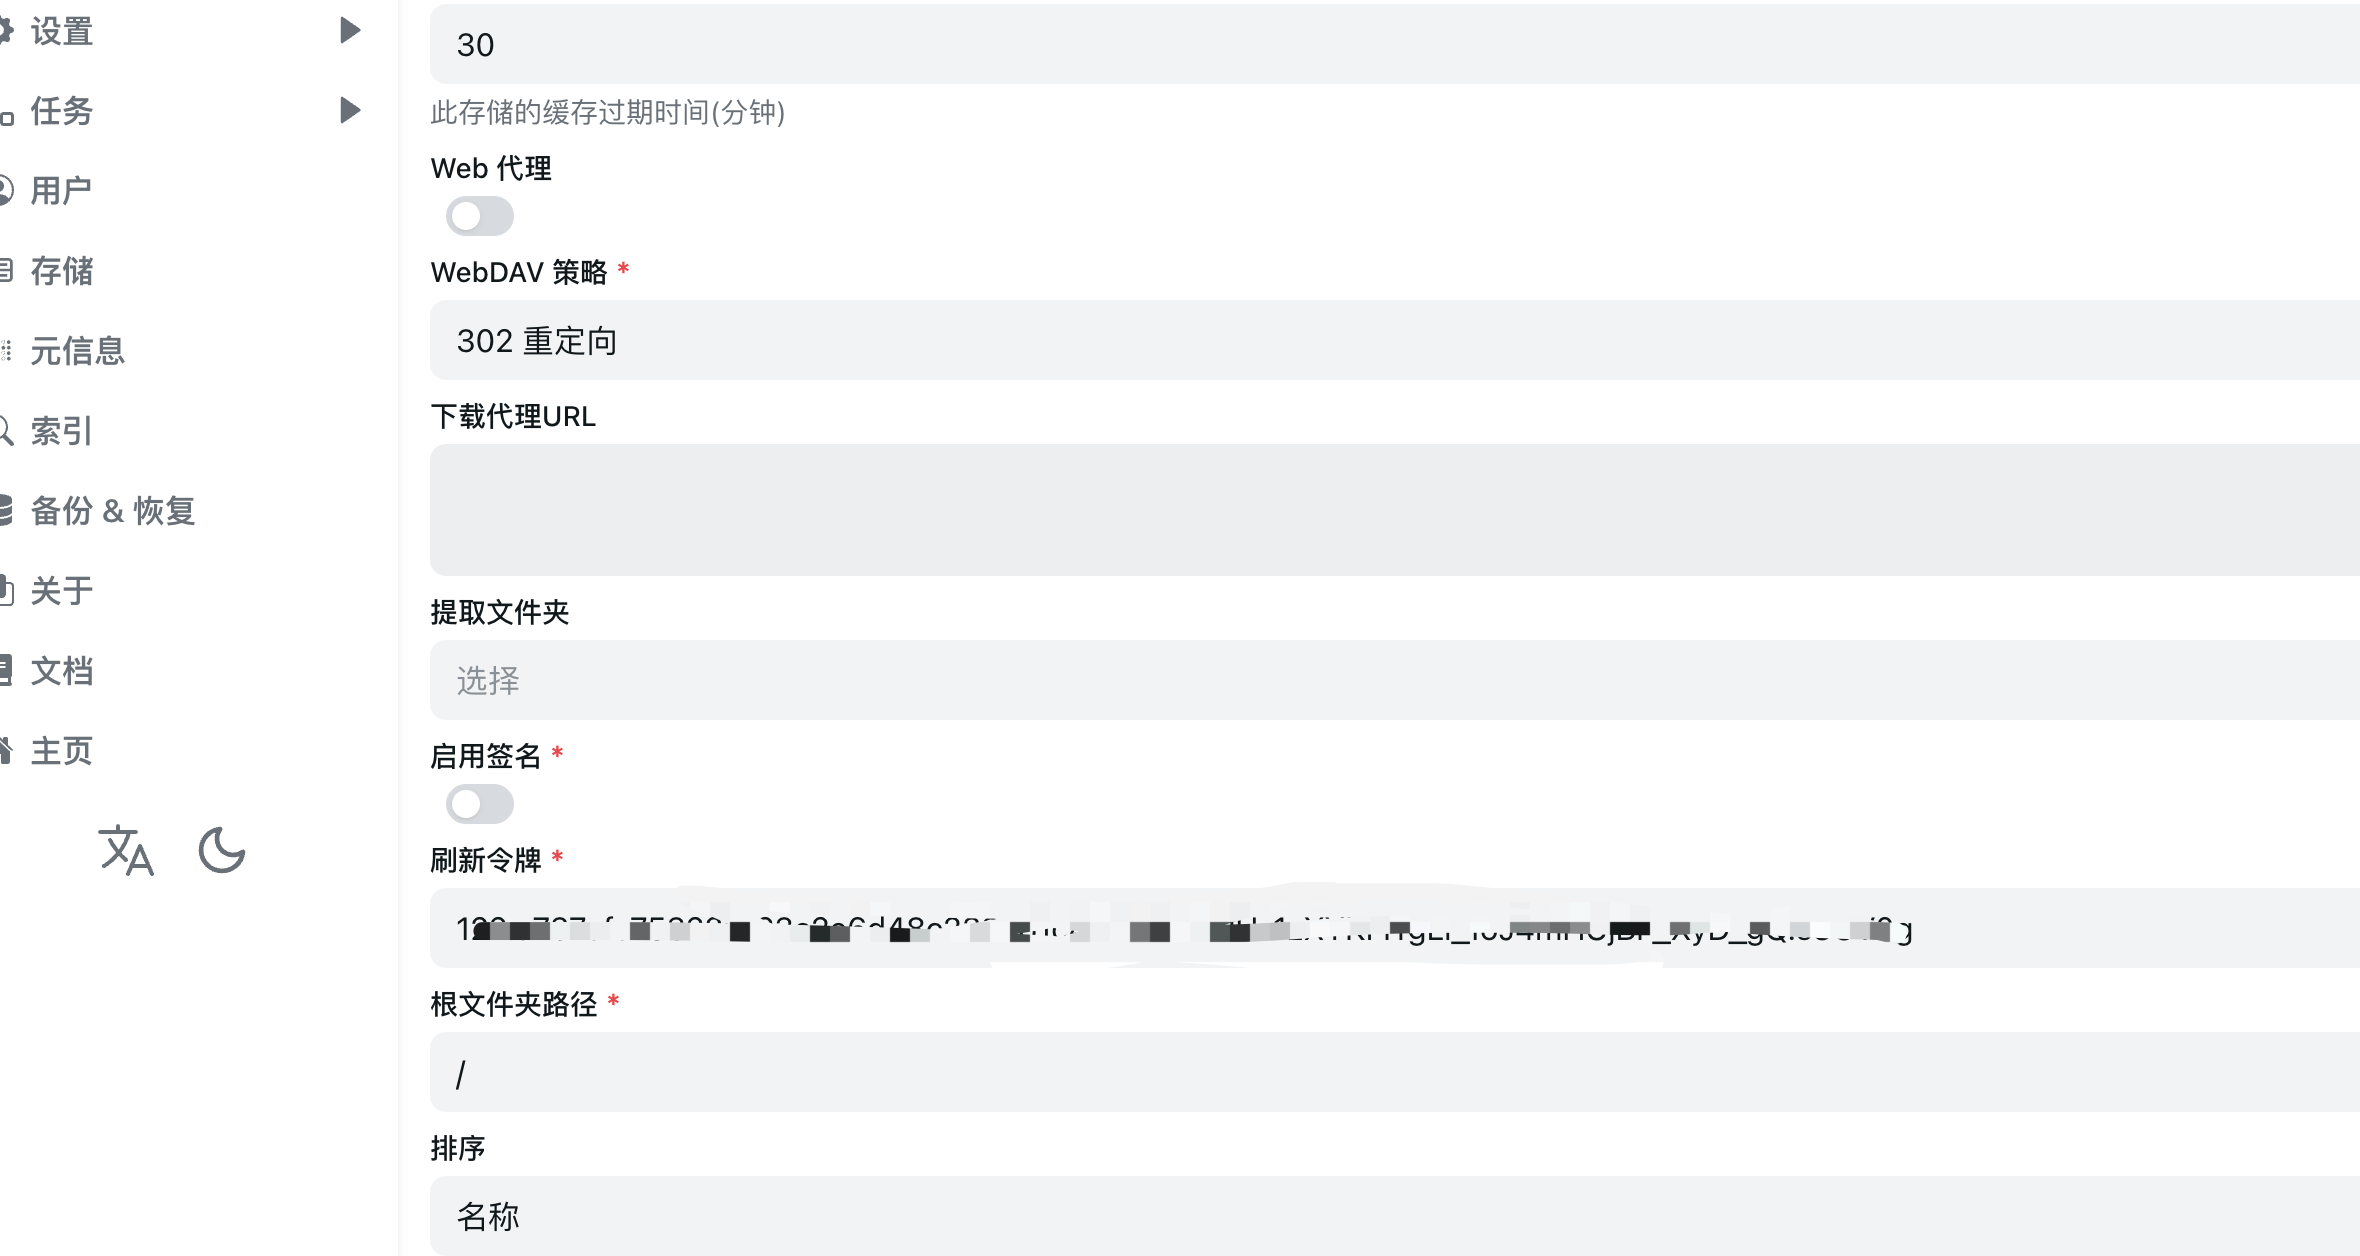 设置
任务
用户
存储
元信息
索引
备份 & 恢复
关于
文档
主页
30
此存储的缓存过期时间(分钟)
Web 代理
WebDAV 策略 *
302 重定向
下载代理URL
提取文件夹
选择
启用签名 *
刷新令牌 *
根文件夹路径 *
/
排序
名称